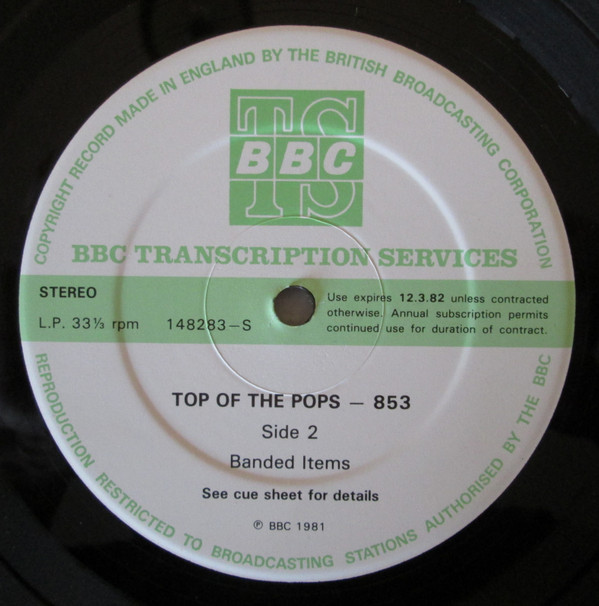 COPYRIGHT RECORD MADE IN ENGLAND BY THE BRITISH BROADCASTING CORPORATION
TS
BBC
TS
BBC TRANSCRIPTION SERVICES
STEREO
L.P. 33⅓ rpm 148283–S
Use expires 12.3.82 unless contracted
otherwise. Annual subscription permits
continued use for duration of contract.
TOP OF THE POPS — 853
Side 2
Banded Items
See cue sheet for details
℗ BBC 1981
REPRODUCTION RESTRICTED TO BROADCASTING STATIONS AUTHORISED BY THE BBC